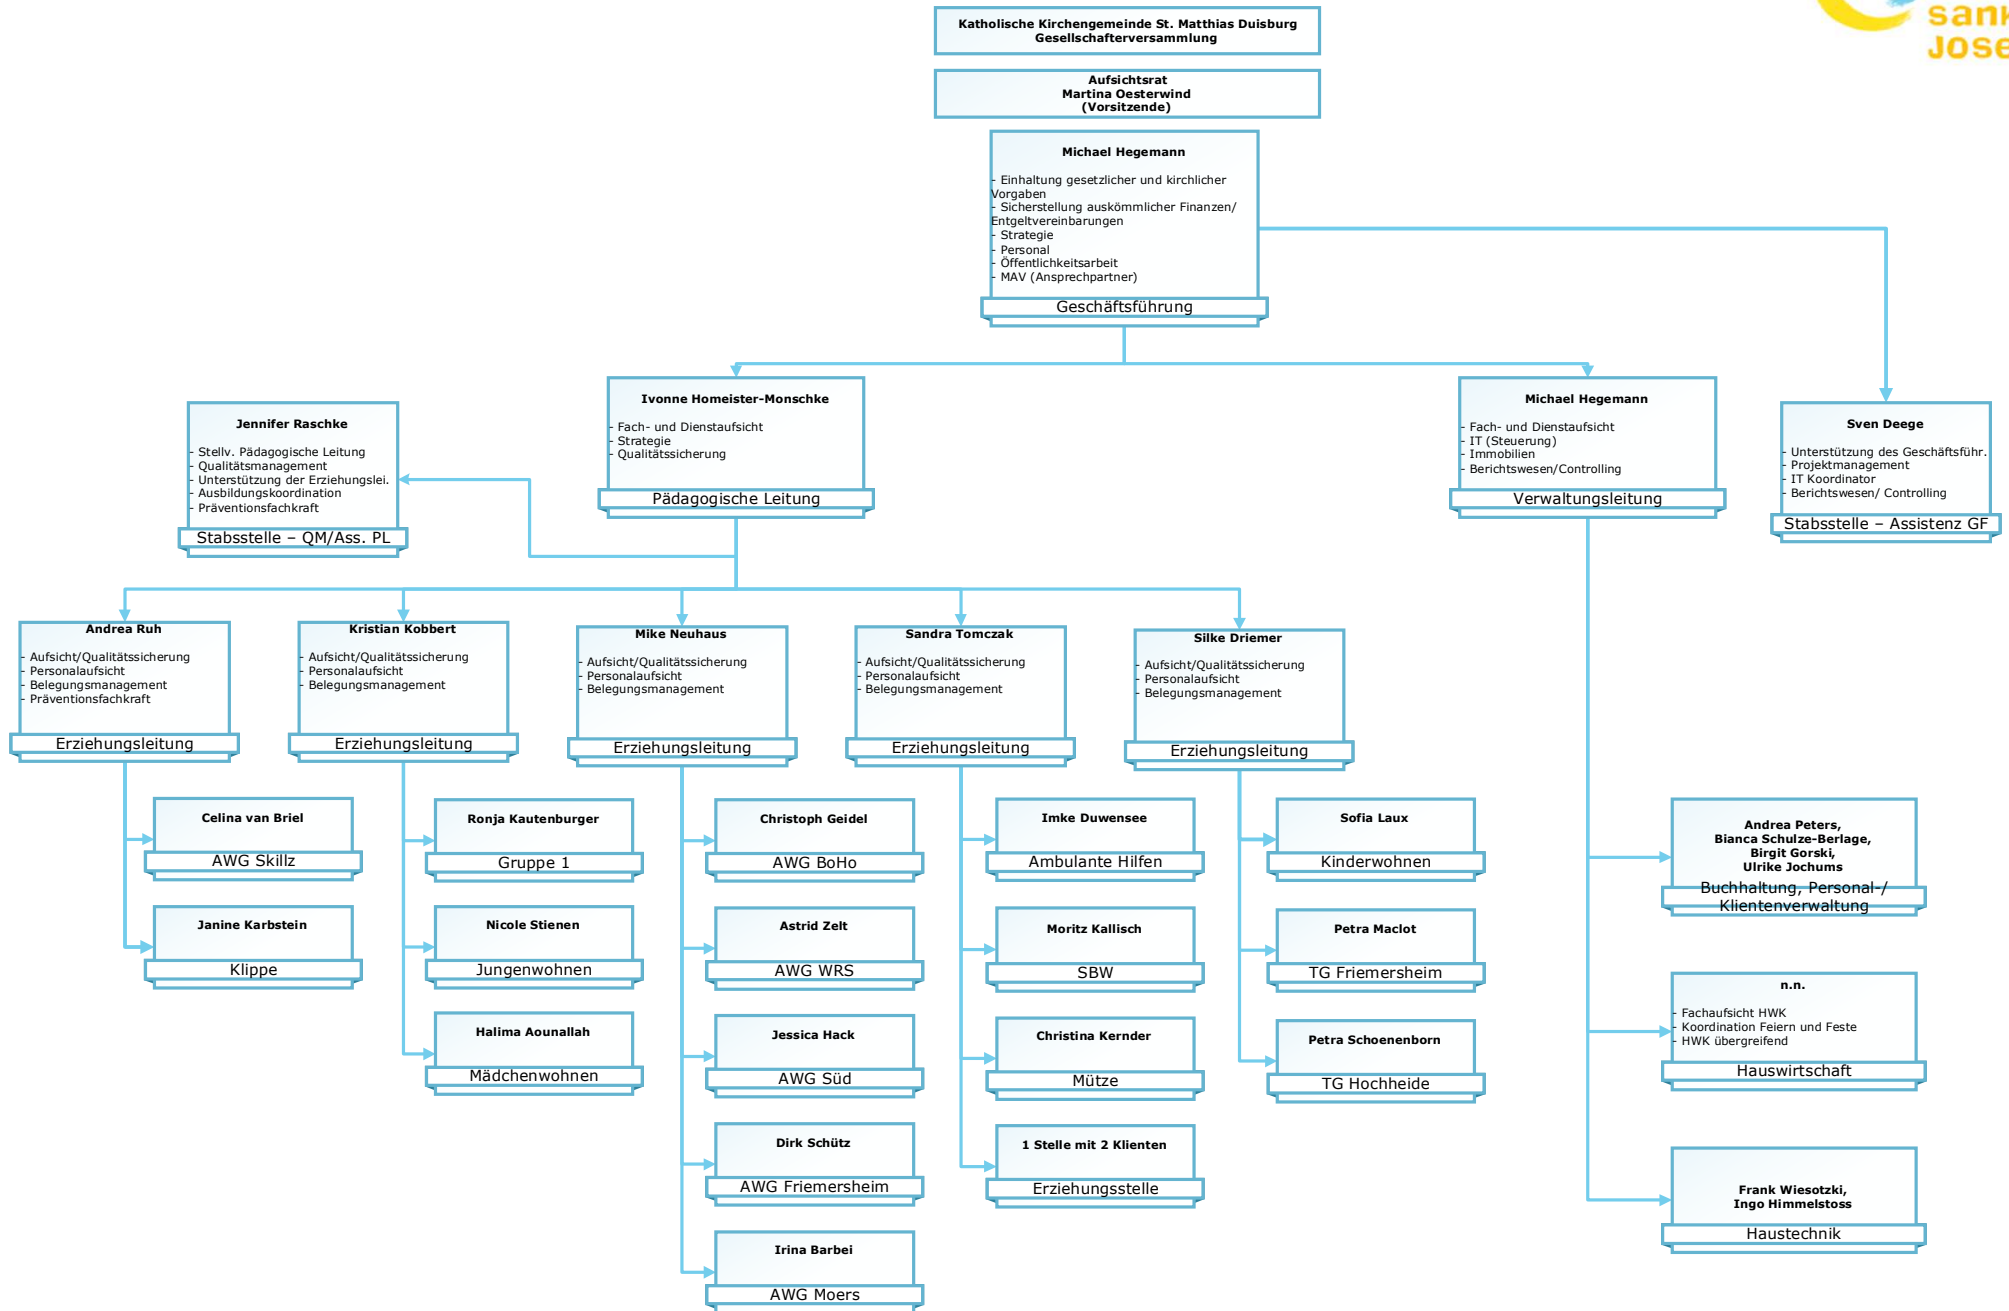 sank
JOSE
Katholische Kirchengemeinde St. Matthias Duisburg
Gesellschafterversammlung
Aufsichtsrat
Martina Oesterwind
(Vorsitzende)
Michael Hegemann
- Einhaltung gesetzlicher und kirchlicher
Vorgaben
- Sicherstellung auskömmlicher Finanzen/
Entgeltvereinbarungen
- Strategie
- Personal
- Öffentlichkeitsarbeit
- MAV (Ansprechpartner)
Geschäftsführung
Jennifer Raschke
- Stellv. Pädagogische Leitung
- Qualitätsmanagement
- Unterstützung der Erziehungslei.
- Ausbildungskoordination
- Präventionsfachkraft
Stabsstelle – QM/Ass. PL
Ivonne Homeister-Monschke
- Fach- und Dienstaufsicht
- Strategie
- Qualitätssicherung
Pädagogische Leitung
Michael Hegemann
- Fach- und Dienstaufsicht
- IT (Steuerung)
- Immobilien
- Berichtswesen/Controlling
Verwaltungsleitung
Sven Deege
- Unterstützung des Geschäftsführ.
- Projektmanagement
- IT Koordinator
- Berichtswesen/ Controlling
Stabsstelle – Assistenz GF
Andrea Ruh
- Aufsicht/Qualitätssicherung
- Personalaufsicht
- Belegungsmanagement
- Präventionsfachkraft
Erziehungsleitung
Kristian Kobbert
- Aufsicht/Qualitätssicherung
- Personalaufsicht
- Belegungsmanagement
Erziehungsleitung
Mike Neuhaus
- Aufsicht/Qualitätssicherung
- Personalaufsicht
- Belegungsmanagement
Erziehungsleitung
Sandra Tomczak
- Aufsicht/Qualitätssicherung
- Personalaufsicht
- Belegungsmanagement
Erziehungsleitung
Silke Driemer
- Aufsicht/Qualitätssicherung
- Personalaufsicht
- Belegungsmanagement
Erziehungsleitung
Celina van Briel
AWG Skillz
Janine Karbstein
Klippe
Ronja Kautenburger
Gruppe 1
Nicole Stienen
Jungenwohnen
Halima Aounallah
Mädchenwohnen
Christoph Geidel
AWG BoHo
Astrid Zelt
AWG WRS
Jessica Hack
AWG Süd
Dirk Schütz
AWG Friemersheim
Irina Barbei
AWG Moers
Imke Duwensee
Ambulante Hilfen
Moritz Kallisch
SBW
Christina Kernder
Mütze
1 Stelle mit 2 Klienten
Erziehungsstelle
Sofia Laux
Kinderwohnen
Petra Maclot
TG Friemersheim
Petra Schoenenborn
TG Hochheide
Andrea Peters,
Bianca Schulze-Berlage,
Birgit Gorski,
Ulrike Jochums
Buchhaltung, Personal-/
Klientenverwaltung
n.n.
- Fachaufsicht HWK
- Koordination Feiern und Feste
- HWK übergreifend
Hauswirtschaft
Frank Wiesotzki,
Ingo Himmelstoss
Haustechnik